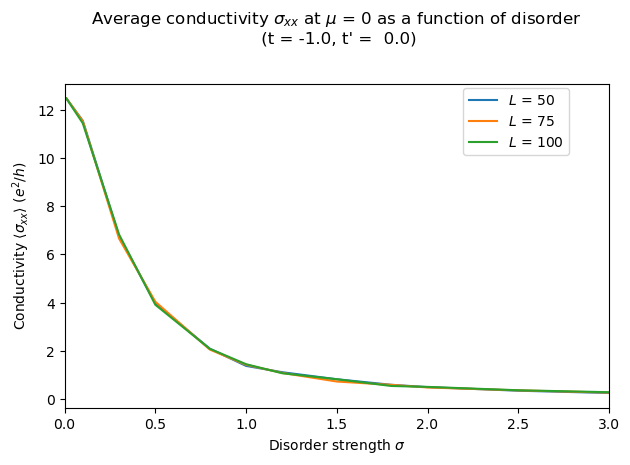 Average conductivity σ_xx at μ = 0 as a function of disorder
(t = -1.0, t' =  0.0)
L = 50
L = 75
L = 100
Conductivity ⟨σ_xx⟩ (e²/h)
12
10
8
6
4
2
0
0.0 0.5 1.0 1.5 2.0 2.5 3.0
Disorder strength σ